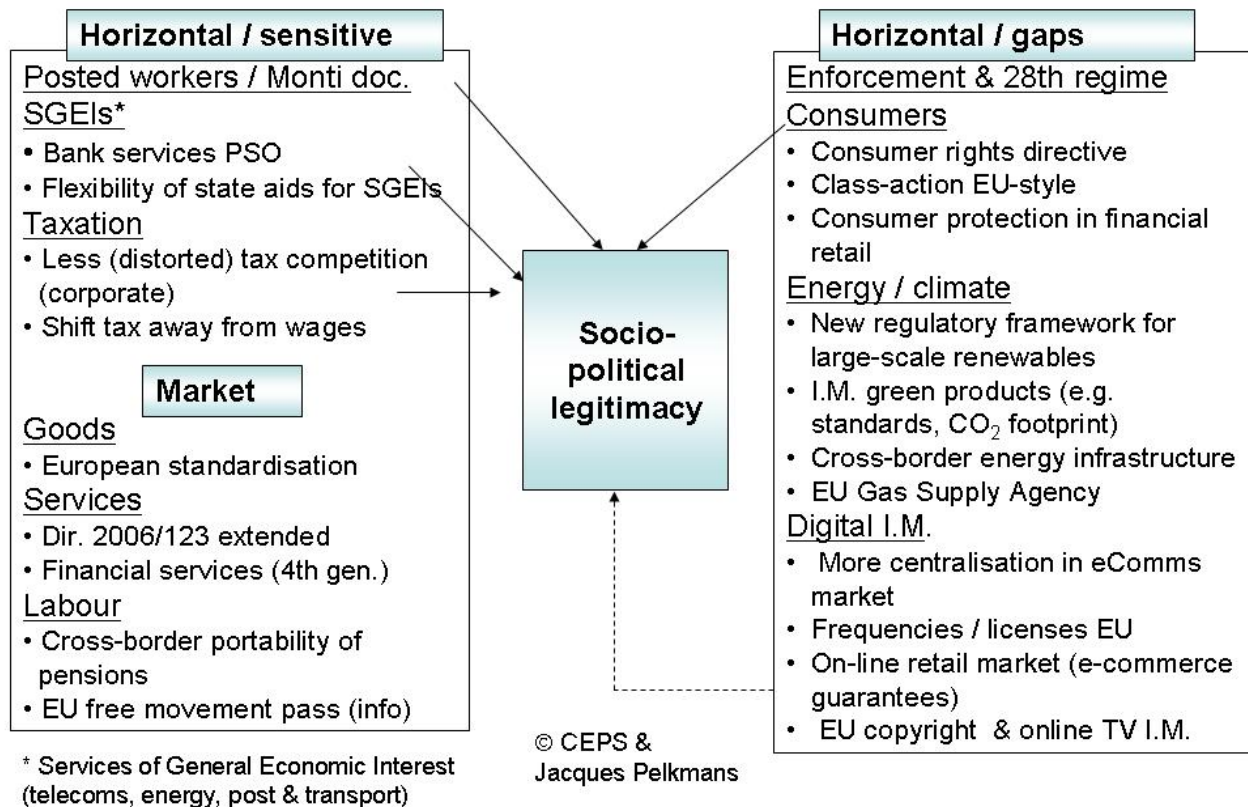 Horizontal / sensitive
Posted workers / Monti doc.
SGEIs*
• Bank services PSO
• Flexibility of state aids for SGEIs
Taxation
• Less (distorted) tax competition
(corporate)
• Shift tax away from wages
Market
Goods
• European standardisation
Services
• Dir. 2006/123 extended
• Financial services (4th gen.)
Labour
• Cross-border portability of
pensions
• EU free movement pass (info)
* Services of General Economic Interest
(telecoms, energy, post & transport)
Socio-
political
legitimacy
© CEPS &
Jacques Pelkmans
Horizontal / gaps
Enforcement & 28th regime
Consumers
• Consumer rights directive
• Class-action EU-style
• Consumer protection in financial
retail
Energy / climate
• New regulatory framework for
large-scale renewables
• I.M. green products (e.g.
standards, CO₂ footprint)
• Cross-border energy infrastructure
• EU Gas Supply Agency
Digital I.M.
• More centralisation in eComms
market
• Frequencies / licenses EU
• On-line retail market (e-commerce
guarantees)
• EU copyright & online TV I.M.